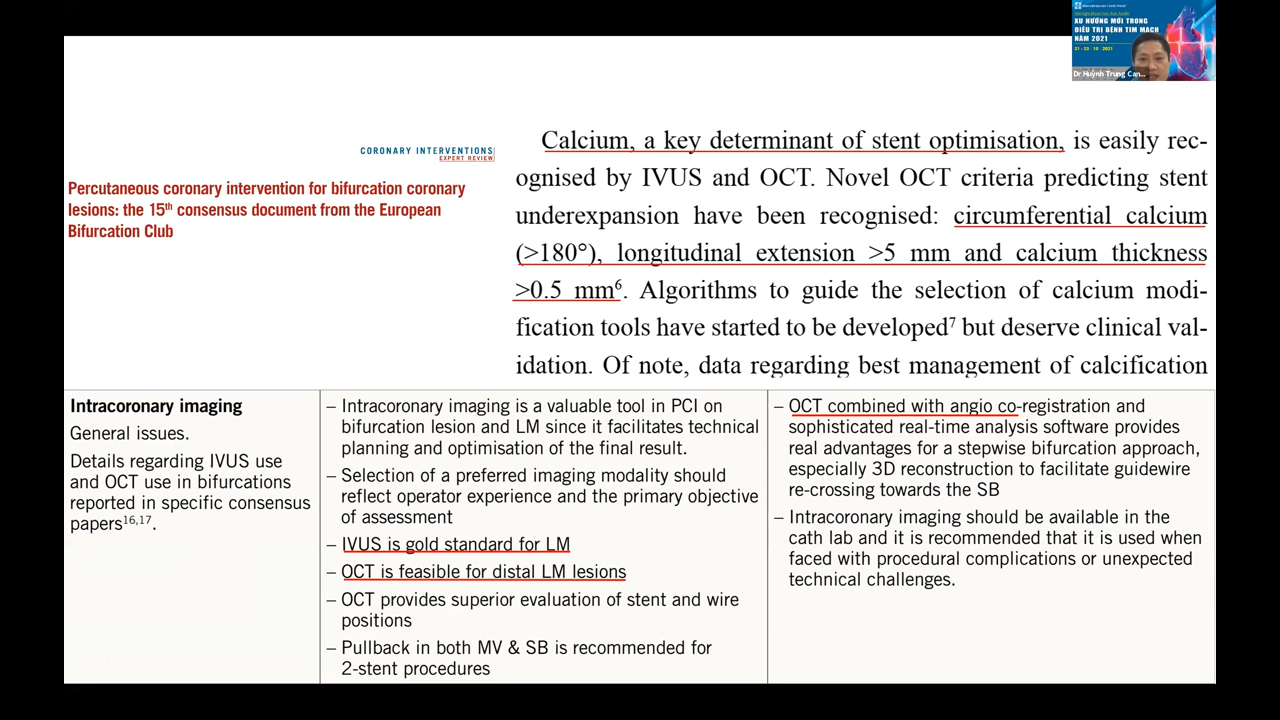 XU HƯỚNG MỚI TRONG
ĐIỀU TRỊ BỆNH TIM MẠCH
NĂM 2021
21 - 23 . 10 . 2021
Dr Huỳnh Trung Can...
CORONARY INTERVENTIONS
EXPERT REVIEW
Percutaneous coronary intervention for bifurcation coronary
lesions: the 15th consensus document from the European
Bifurcation Club
Calcium, a key determinant of stent optimisation, is easily rec-
ognised by IVUS and OCT. Novel OCT criteria predicting stent
underexpansion have been recognised: circumferential calcium
(>180°), longitudinal extension >5 mm and calcium thickness
>0.5 mm6. Algorithms to guide the selection of calcium modi-
fication tools have started to be developed7 but deserve clinical val-
idation. Of note, data regarding best management of calcification
Intracoronary imaging
General issues.
Details regarding IVUS use
and OCT use in bifurcations
reported in specific consensus
papers16,17.
– Intracoronary imaging is a valuable tool in PCI on
bifurcation lesion and LM since it facilitates technical
planning and optimisation of the final result.
– Selection of a preferred imaging modality should
reflect operator experience and the primary objective
of assessment
– IVUS is gold standard for LM
– OCT is feasible for distal LM lesions
– OCT provides superior evaluation of stent and wire
positions
– Pullback in both MV & SB is recommended for
2-stent procedures
– OCT combined with angio co-registration and
sophisticated real-time analysis software provides
real advantages for a stepwise bifurcation approach,
especially 3D reconstruction to facilitate guidewire
re-crossing towards the SB
– Intracoronary imaging should be available in the
cath lab and it is recommended that it is used when
faced with procedural complications or unexpected
technical challenges.